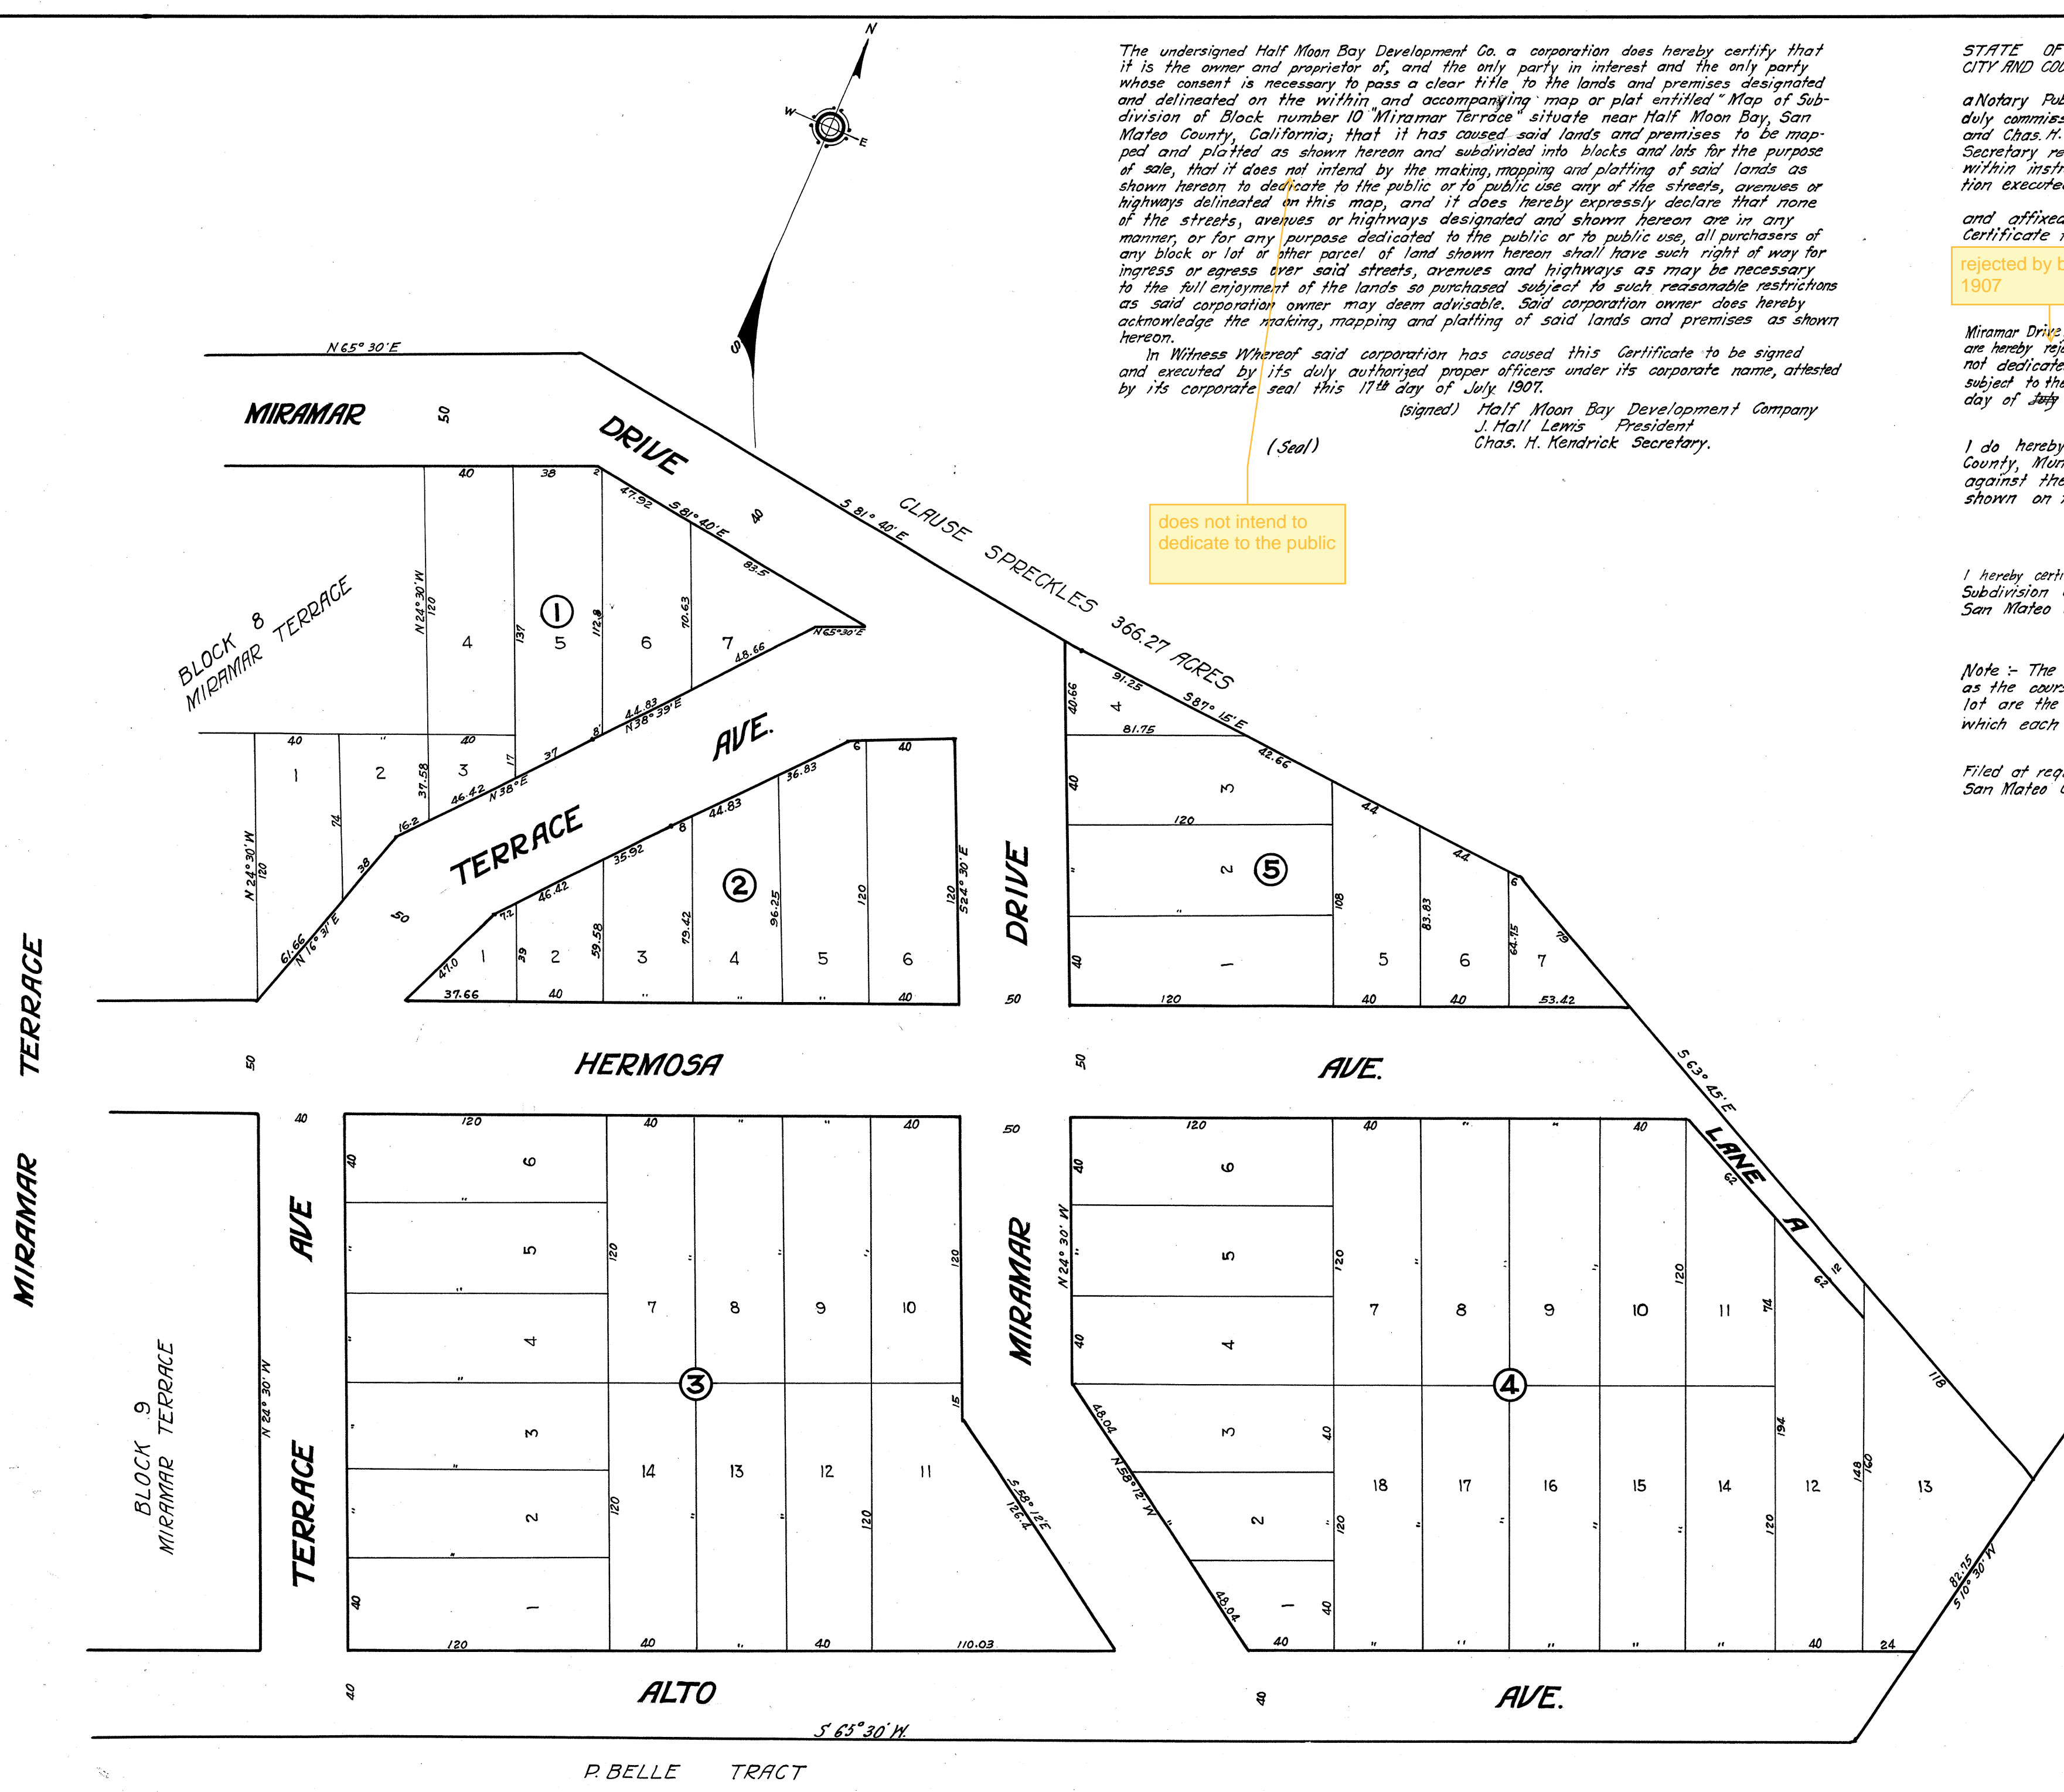 N
W
E
S
The undersigned Half Moon Bay Development Co. a corporation does hereby certify that
it is the owner and proprietor of, and the only party in interest and the only party
whose consent is necessary to pass a clear title to the lands and premises designated
and delineated on the within and accompanying map or plat entitled "Map of Sub-
division of Block number 10 "Miramar Terrace" situate near Half Moon Bay, San
Mateo County, California; that it has caused said lands and premises to be map-
ped and platted as shown hereon and subdivided into blocks and lots for the purpose
of sale, that it does not intend by the making, mapping and platting of said lands as
shown hereon to dedicate to the public or to public use any of the streets, avenues or
highways delineated on this map, and it does hereby expressly declare that none
of the streets, avenues or highways designated and shown hereon are in any
manner, or for any purpose dedicated to the public or to public use, all purchasers of
any block or lot or other parcel of land shown hereon shall have such right of way for
ingress or egress over said streets, avenues and highways as may be necessary
to the full enjoyment of the lands so purchased subject to such reasonable restrictions
as said corporation owner may deem advisable. Said corporation owner does hereby
acknowledge the making, mapping and platting of said lands and premises as shown
hereon.
In Witness Whereof said corporation has caused this Certificate to be signed
and executed by its duly authorized proper officers under its corporate name, attested
by its corporate seal this 17th day of July 1907.
(signed) Half Moon Bay Development Company
J. Hall Lewis President
(Seal) Chas. H. Kendrick Secretary.
does not intend to
dedicate to the public
STATE OF
CITY AND COU
a Notary Pub
duly commiss
and Chas. H.
Secretary re
within instr
tion executed
and affixed
Certificate
rejected by b
1907
Miramar Drive,
are hereby reje
not dedicate
subject to the
day of July
I do hereby
County, Mun
against the
shown on
I hereby certi
Subdivision
San Mateo
Note :- The
as the cours
lot are the
which each
Filed at requ
San Mateo
N 65° 30' E
MIRAMAR
50
DRIVE
40
S 81° 40' E
CLAUSE SPRECKLES 366.27 ACRES
BLOCK 8
MIRAMAR TERRACE
40 38 2
47.92
S 81° 40' E
83.5
N 24° 30' W
120
137
112.8
70.63
1
4 5 6 7
N 65° 30' E
48.66
44.83
N 38° 39' E
8'
37
17
N 38° E
46.42
16.2
40 " 40
1 2 3
37.58
74
38
N 24° 30' W
120
61.66
N 16° 31' E
TERRACE AVE.
50
6 40
36.83
44.83
8
35.92
46.42
7.2
47.0
39
59.58
79.42
96.25
120
120
S 24° 30' E
2
1 2 3 4 5 6
37.66 40 " " " 40
DRIVE
50
40.66
91.25
S 87° 15' E
4
81.75
42.66
40
3
120
44
44
6
"
2
5
"
40
1
108
83.83
64.75
79
5 6 7
120 40 40 53.42
MIRAMAR TERRACE
50
HERMOSA AVE.
50
S 63° 45' E
LANE A
62
62
12
118
40
TERRACE AVE
N 24° 30' W
BLOCK 9
MIRAMAR TERRACE
120 40 " " 40
40
6
"
5
"
"
4
"
"
3
"
"
2
"
"
1
40
120 " " " 120
7 8 9 10
3
15
14 13 12 11
120 " " 120
S 58° 12' E
126.4
120 40 " 40 110.03
50
MIRAMAR
N 24° 30' W
120 40 " " 40
40
6
"
5
4
40
48.04
3
40
N 58° 12' W
"
2
"
48.04
1
40
120 " " 120 74
7 8 9 10 11
4
194
148
160
18 17 16 15 14 12 13
120 " " " " 120
82.75
S 10° 30' W
40 " " " " " 40 24
40
ALTO AVE.
40
S 65° 30' W.
P. BELLE TRACT